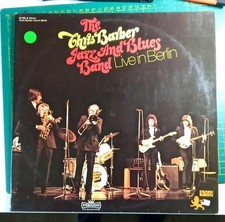 The
Chris Barber
Jazz And Blues
Band
Live in Berlin